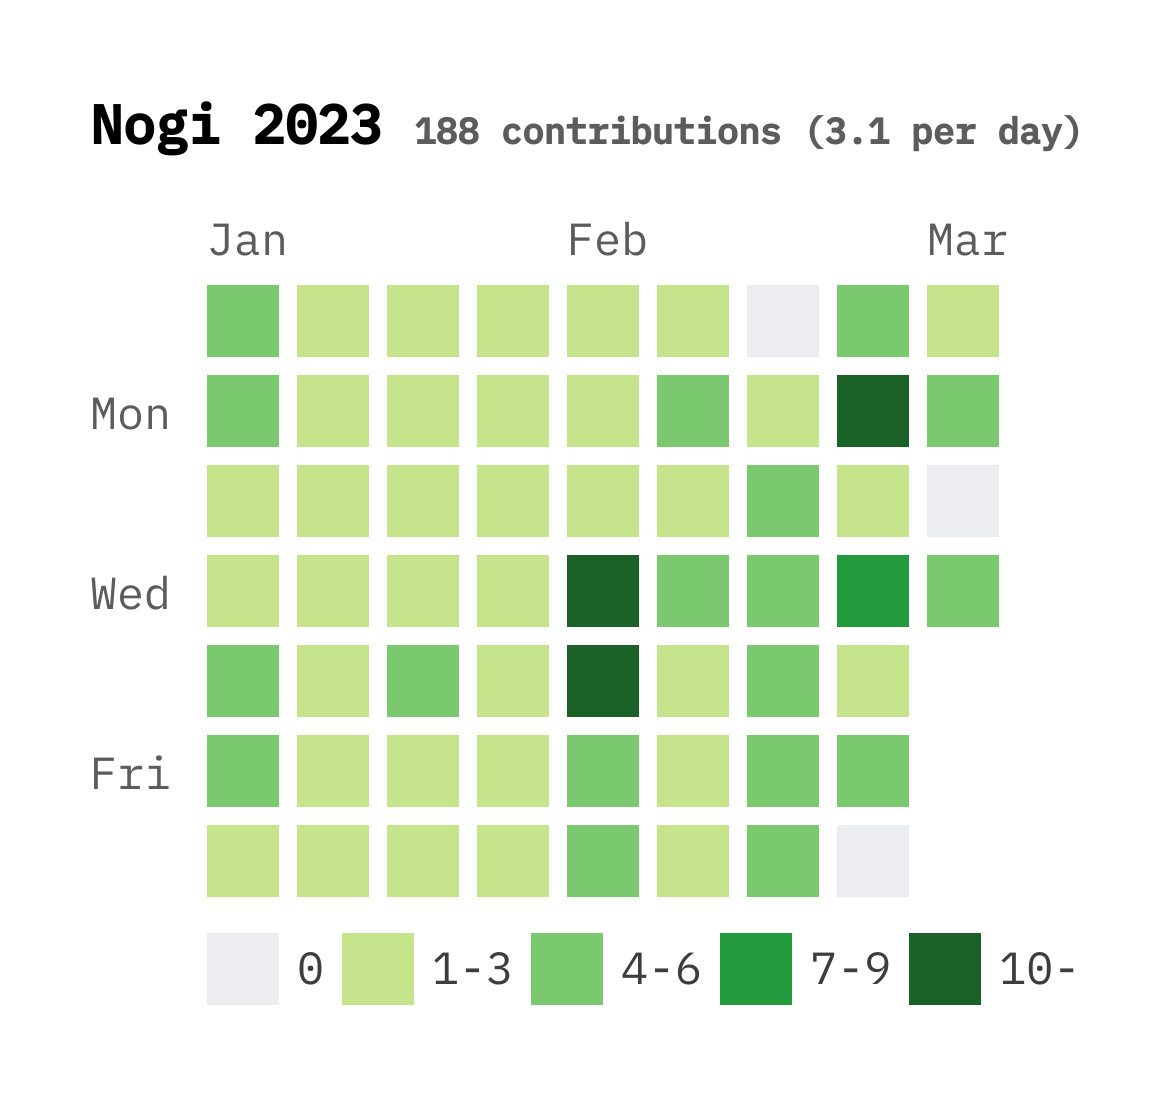 Nogi 2023 188 contributions (3.1 per day)
Jan Feb Mar
Mon
Wed
Fri
0 1-3 4-6 7-9 10-